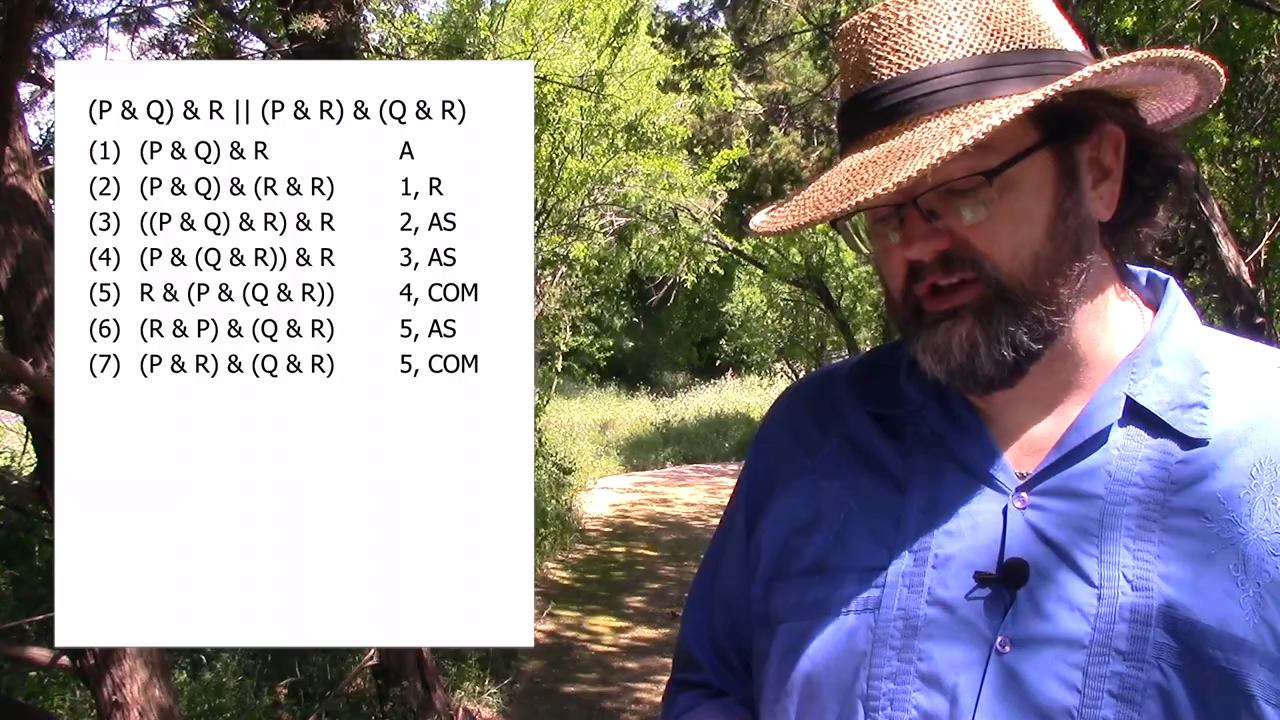 (P & Q) & R || (P & R) & (Q & R)
(1) (P & Q) & R A
(2) (P & Q) & (R & R) 1, R
(3) ((P & Q) & R) & R 2, AS
(4) (P & (Q & R)) & R 3, AS
(5) R & (P & (Q & R)) 4, COM
(6) (R & P) & (Q & R) 5, AS
(7) (P & R) & (Q & R) 5, COM